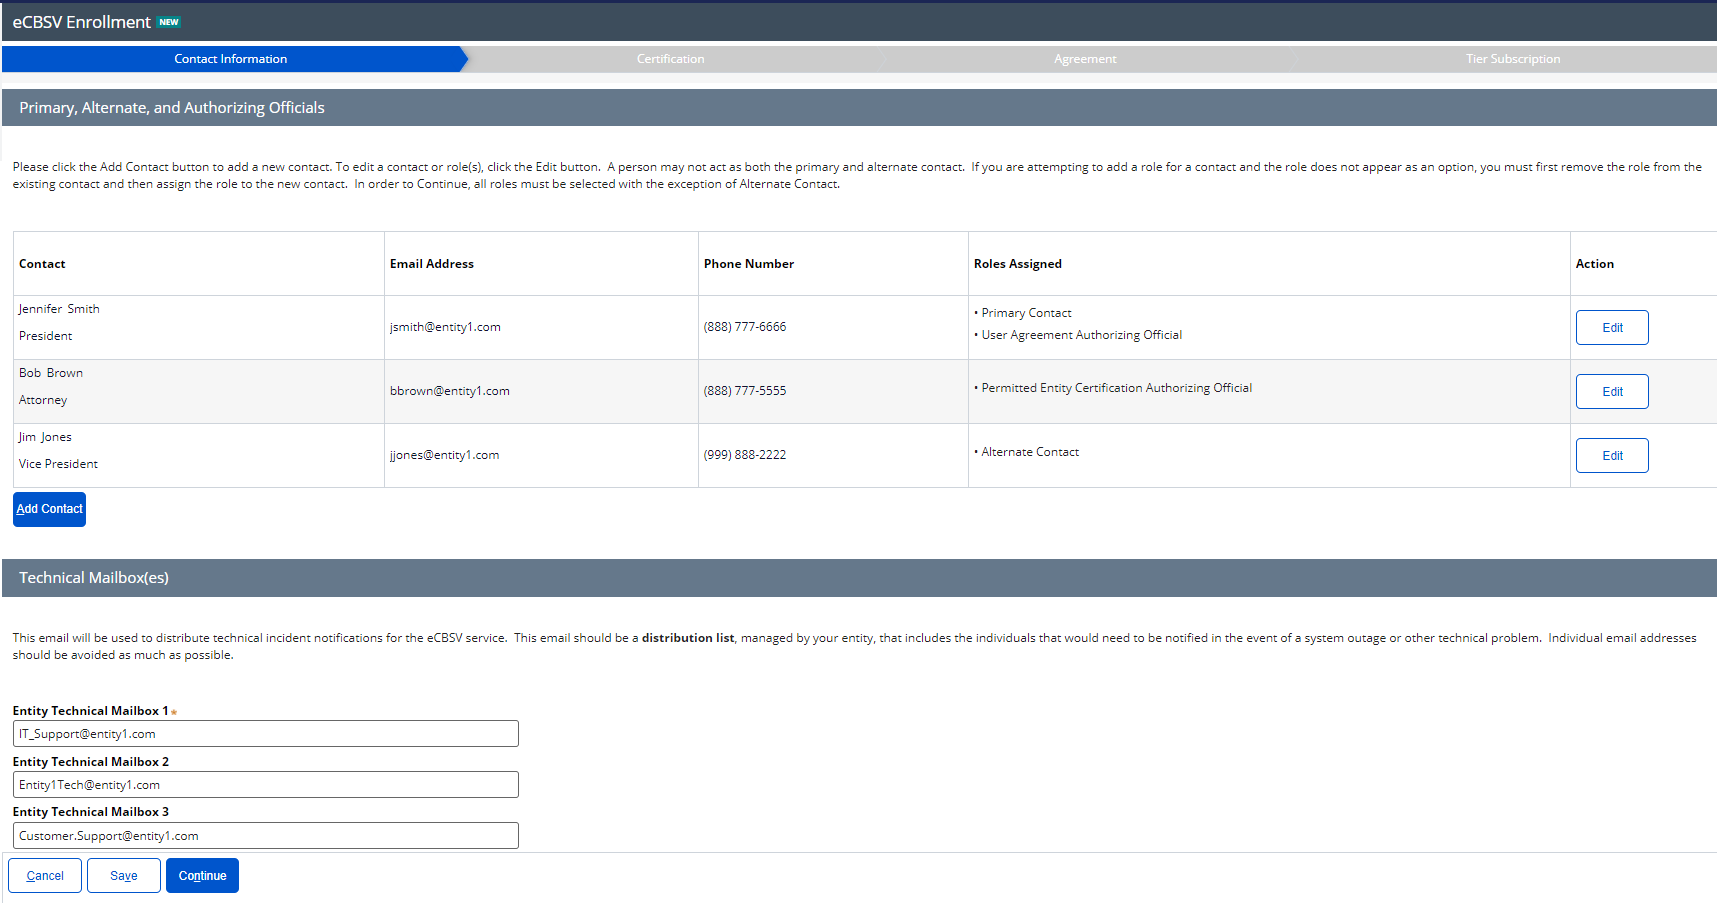 eCBSV Enrollment NEW
Contact Information Certification Agreement Tier Subscription
Primary, Alternate, and Authorizing Officials
Please click the Add Contact button to add a new contact. To edit a contact or role(s), click the Edit button.  A person may not act as both the primary and alternate contact.  If you are attempting to add a role for a contact and the role does not appear as an option, you must first remove the role from the
existing contact and then assign the role to the new contact.  In order to Continue, all roles must be selected with the exception of Alternate Contact.
Contact Email Address Phone Number Roles Assigned Action
Jennifer Smith
President
jsmith@entity1.com
(888) 777-6666
• Primary Contact
• User Agreement Authorizing Official
Edit
Bob Brown
Attorney
bbrown@entity1.com
(888) 777-5555
• Permitted Entity Certification Authorizing Official
Edit
Jim Jones
Vice President
jjones@entity1.com
(999) 888-2222
• Alternate Contact
Edit
Add Contact
Technical Mailbox(es)
This email will be used to distribute technical incident notifications for the eCBSV service.  This email should be a distribution list, managed by your entity, that includes the individuals that would need to be notified in the event of a system outage or other technical problem.  Individual email addresses
should be avoided as much as possible.
Entity Technical Mailbox 1*
IT_Support@entity1.com
Entity Technical Mailbox 2
Entity1Tech@entity1.com
Entity Technical Mailbox 3
Customer.Support@entity1.com
Cancel Save Continue